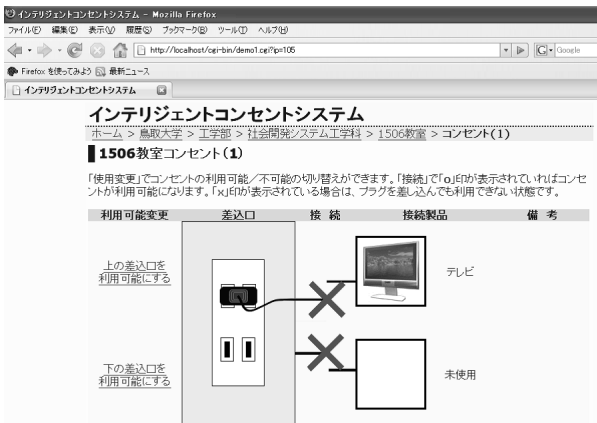 インテリジェントコンセントシステム - Mozilla Firefox
ファイル(F) 編集(E) 表示(V) 履歴(S) ブックマーク(B) ツール(T) ヘルプ(H)
http://localhost/cgi-bin/demo1.cgi?ip=105
Google
Firefox を使ってみよう 最新ニュース
インテリジェントコンセントシステム
インテリジェントコンセントシステム
ホーム > 鳥取大学 > 工学部 > 社会開発システム工学科 > 1506教室 > コンセント(1)
1506教室コンセント(1)
「使用変更」でコンセントの利用可能／不可能の切り替えができます。「接続」で「o」印が表示されていればコンセ
ントが利用可能になります。「x」印が表示されている場合は、プラグを差し込んでも利用できない状態です。
利用可能変更 差込口 接 続 接続製品 備 考
上の差込口を
利用可能にする
テレビ
下の差込口を
利用可能にする
未使用